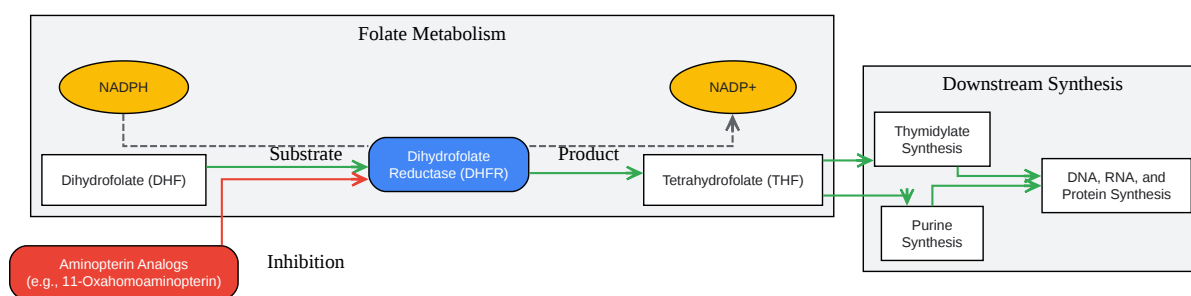 Folate Metabolism
NADPH
NADP+
Downstream Synthesis
Substrate
Dihydrofolate
Reductase (DHFR)
Product
Thymidylate
Synthesis
Dihydrofolate (DHF)
Tetrahydrofolate (THF)
DNA, RNA, and
Protein Synthesis
Purine
Synthesis
Aminopterin Analogs
(e.g., 11-Oxahomoaminopterin)
Inhibition